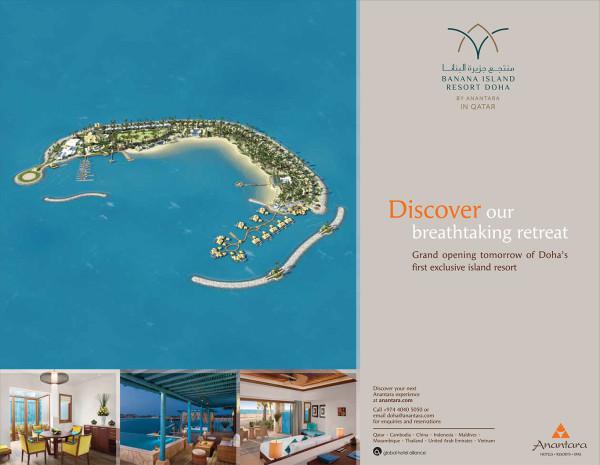 منتجع جزيرة البنانا
BANANA ISLAND
RESORT DOHA
BY ANANTARA
IN QATAR
Discover our
breathtaking retreat
Grand opening tomorrow of Doha's
first exclusive island resort
Discover your next
Anantara experience
at anantara.com
Call +974 4040 5050 or
email doha@anantara.com
for enquiries and reservations
Qatar · Cambodia · China · Indonesia · Maldives ·
Mozambique · Thailand · United Arab Emirates · Vietnam
global hotel alliance
Anantara
HOTELS · RESORTS · SPAS